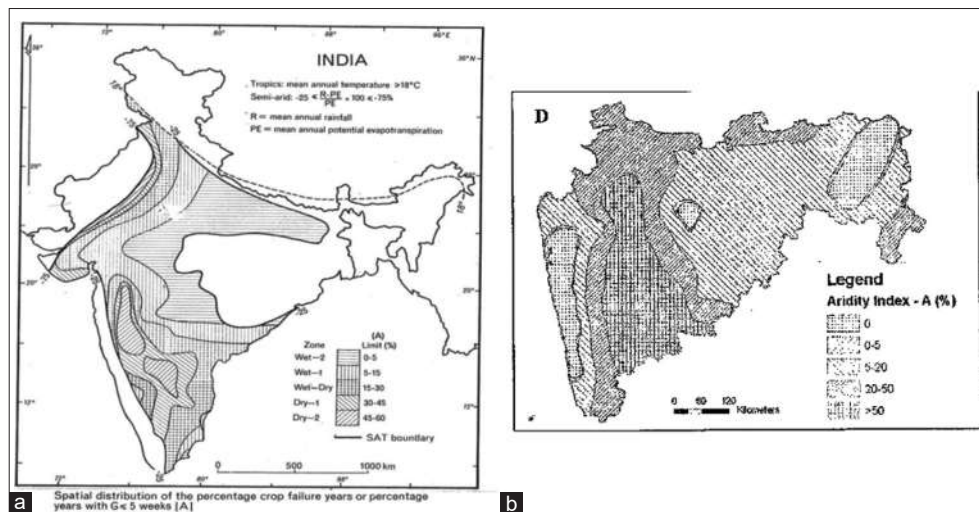 INDIA
Tropics: mean annual temperature >18°C
Semi-arid: -25 ≤ R-PE/PE × 100 ≤ -75%
R = mean annual rainfall
PE = mean annual potential evapotranspiration
(A)
Zone Limit (%)
Wet—2 0-5
Wet—1 5-15
Wet—Dry 15-30
Dry—1 30-45
Dry—2 45-60
SAT boundary
0 500 1000 km
a
Spatial distribution of the percentage crop failure years or percentage
years with G≤ 5 weeks [A]
D
Legend
Aridity Index - A (%)
0
0-5
5-20
20-50
>50
0 60 120
Kilometers
b